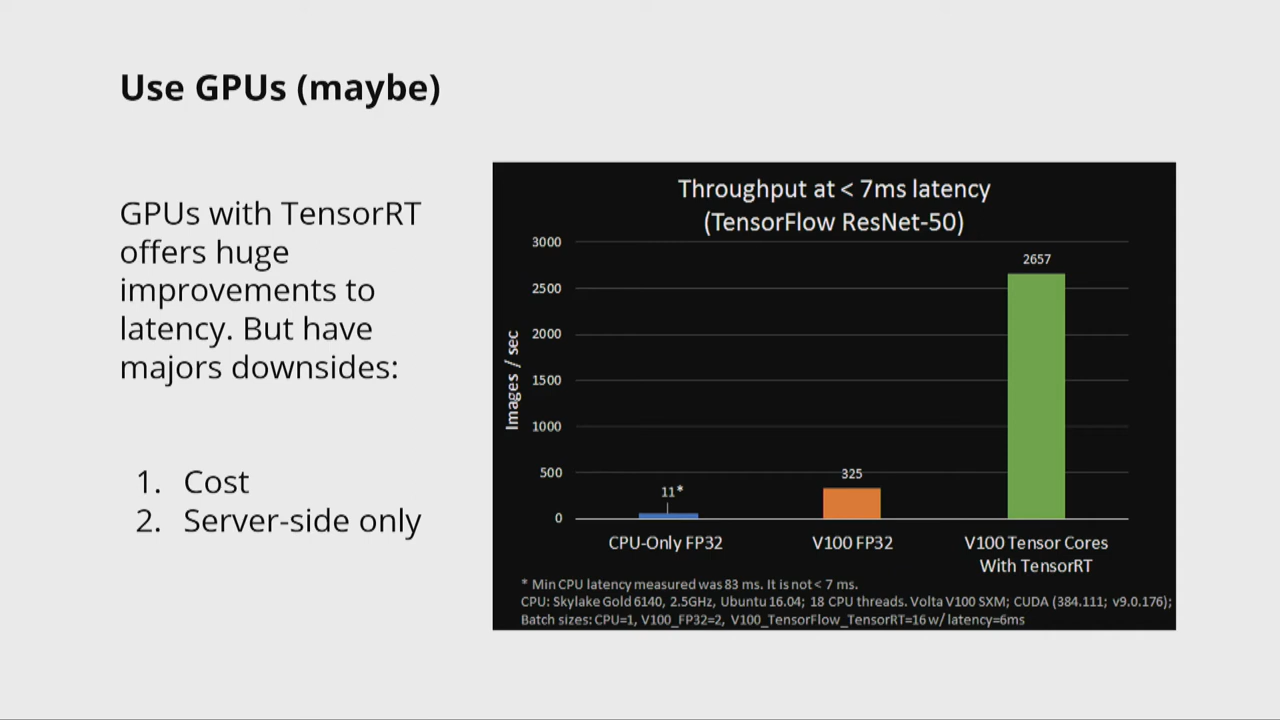 Use GPUs (maybe)
GPUs with TensorRT
offers huge
improvements to
latency. But have
majors downsides:
1. Cost
2. Server-side only
Throughput at < 7ms latency
(TensorFlow ResNet-50)
Images / sec
3000
2500
2000
1500
1000
500
0
11*
325
2657
CPU-Only FP32
V100 FP32
V100 Tensor Cores
With TensorRT
* Min CPU latency measured was 83 ms. It is not < 7 ms.
CPU: Skylake Gold 6140, 2.5GHz, Ubuntu 16.04; 18 CPU threads. Volta V100 SXM; CUDA (384.111; v9.0.176);
Batch sizes: CPU=1, V100_FP32=2, V100_TensorFlow_TensorRT=16 w/ latency=6ms